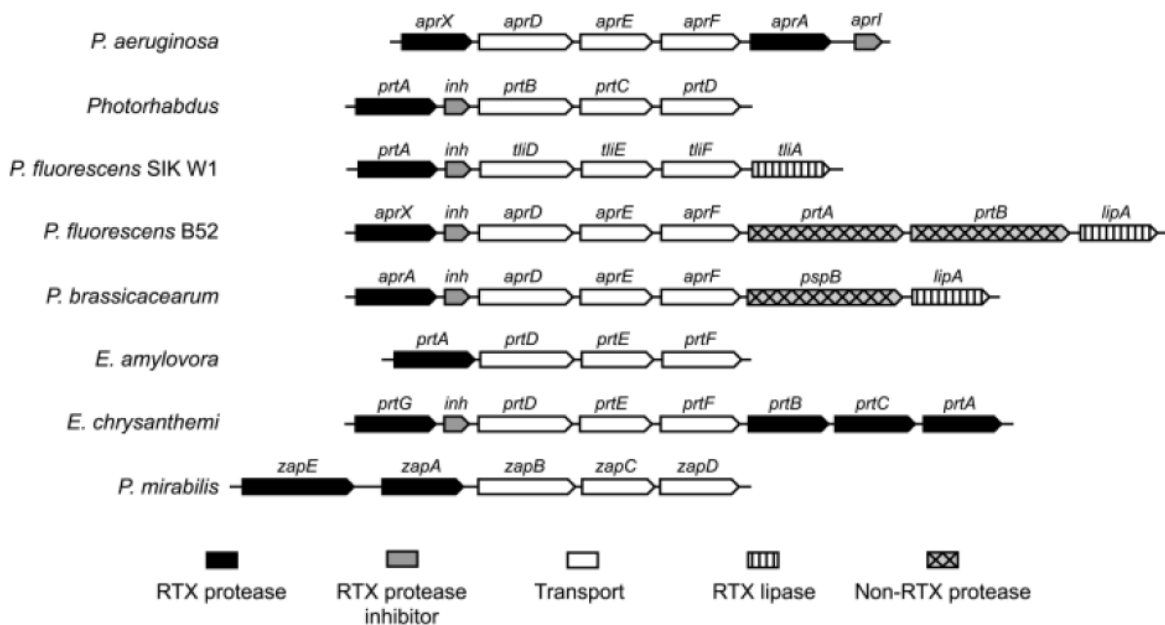 aprX aprD aprE aprF aprA aprI
P. aeruginosa
prtA inh prtB prtC prtD
Photorhabdus
prtA inh tliD tliE tliF tliA
P. fluorescens SIK W1
aprX inh aprD aprE aprF prtA prtB lipA
P. fluorescens B52
aprA inh aprD aprE aprF pspB lipA
P. brassicacearum
prtA prtD prtE prtF
E. amylovora
prtG inh prtD prtE prtF prtB prtC prtA
E. chrysanthemi
zapE zapA zapB zapC zapD
P. mirabilis
RTX protease
RTX protease
inhibitor
Transport
RTX lipase
Non-RTX protease